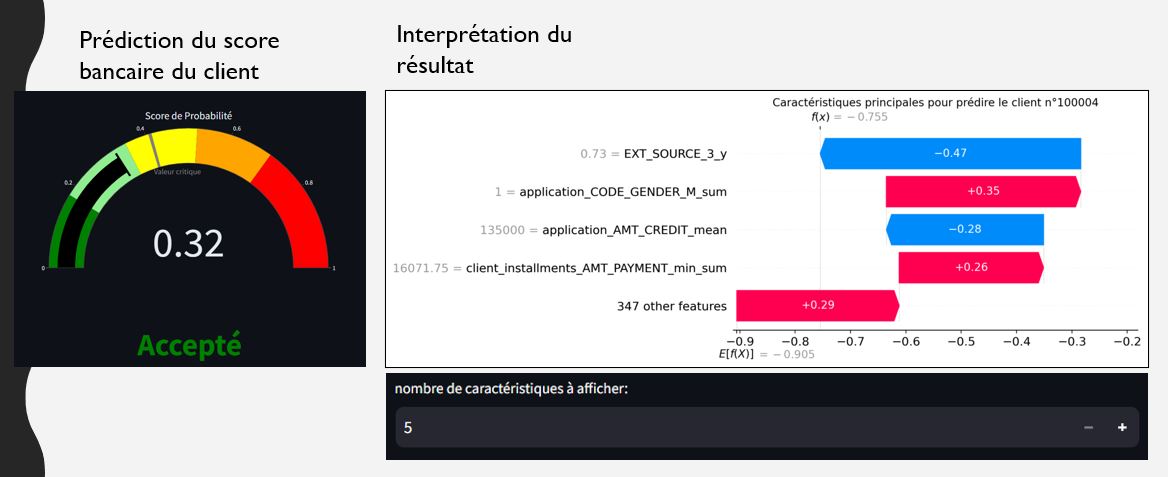 Prédiction du score
bancaire du client
Interprétation du
résultat
Score de Probabilité
0.4
0.6
0.2
0.8
Valeur critique
0
1
0.32
Accepté
Caractéristiques principales pour prédire le client n°100004
f(x) = −0.755
0.73 = EXT_SOURCE_3_y
−0.47
1 = application_CODE_GENDER_M_sum
+0.35
135000 = application_AMT_CREDIT_mean
−0.28
16071.75 = client_installments_AMT_PAYMENT_min_sum
+0.26
347 other features
+0.29
−0.9 −0.8 −0.7 −0.6 −0.5 −0.4 −0.3 −0.2
E[f(X)] = −0.905
nombre de caractéristiques à afficher:
5 − +